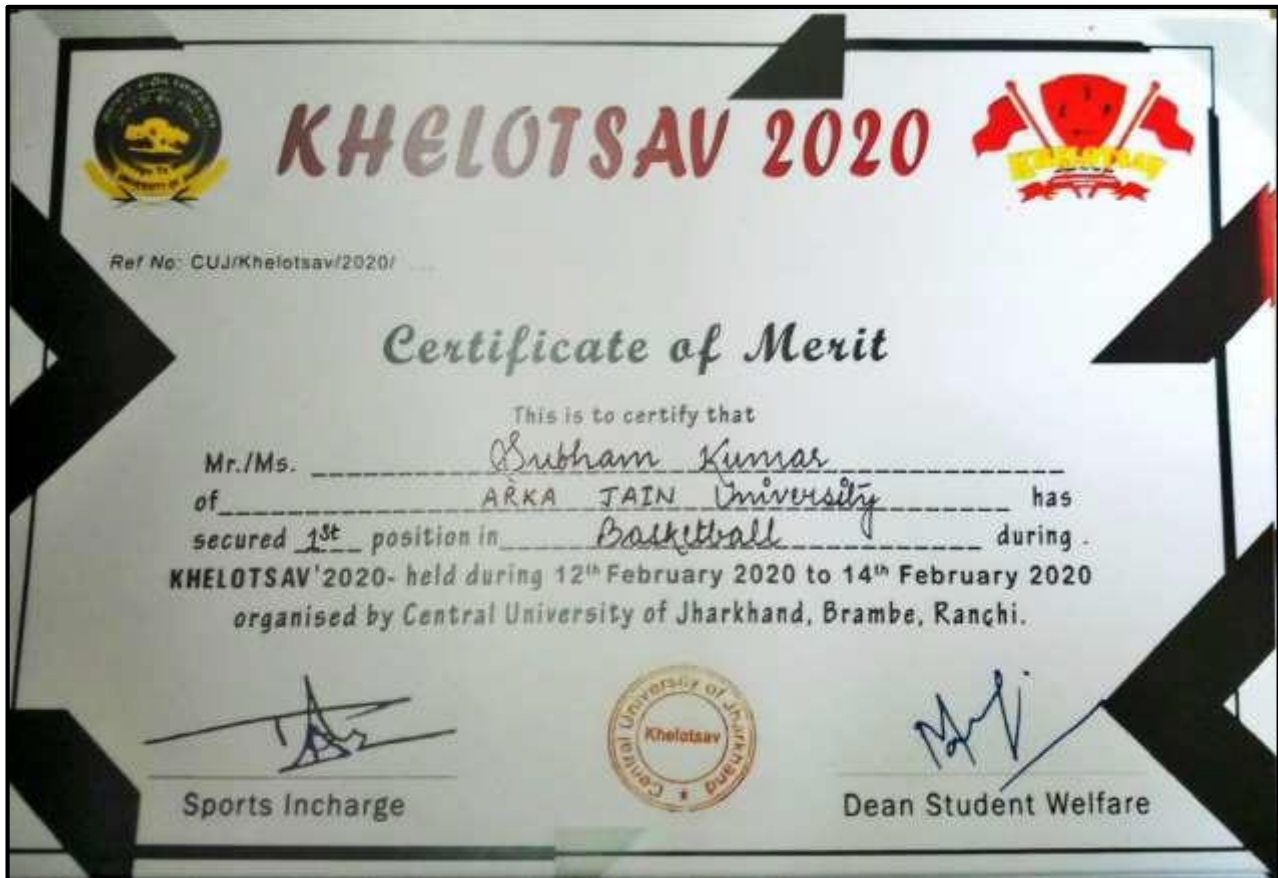 KHELOTSAV 2020
KHELOTSAV
Ref No: CUJ/Khelotsav/2020/
Certificate of Merit
This is to certify that
Mr./Ms. Subham Kumar
of ARKA JAIN University has
secured 1st position in Basketball during .
KHELOTSAV'2020- held during 12th February 2020 to 14th February 2020
organised by Central University of Jharkhand, Brambe, Ranchi.
Central University of Jharkhand
Khelotsav
Sports Incharge
Dean Student Welfare